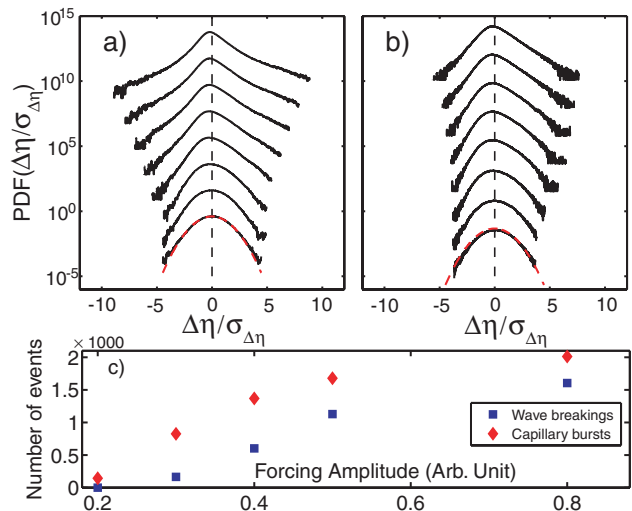 a) b)
10^15
10^10
10^5
10^0
10^-5
PDF(Δη/σ_Δη)
-10 -5 0 5 10 -10 -5 0 5 10
Δη/σ_Δη Δη/σ_Δη
× 1000
c)
2
1.5
1
0.5
0
Number of events
Wave breakings
Capillary bursts
Forcing Amplitude (Arb. Unit)
0.2 0.4 0.6 0.8